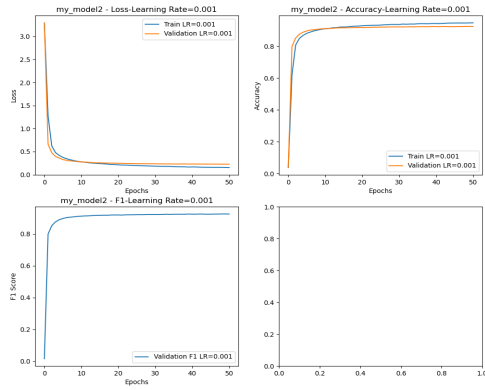 my_model2 - Loss-Learning Rate=0.001
3.0
2.5
2.0
1.5
1.0
0.5
0.0
Loss
Train LR=0.001
Validation LR=0.001
0 10 20 30 40 50
Epochs
my_model2 - Accuracy-Learning Rate=0.001
0.8
0.6
0.4
0.2
0.0
Accuracy
Train LR=0.001
Validation LR=0.001
0 10 20 30 40 50
Epochs
my_model2 - F1-Learning Rate=0.001
0.8
0.6
0.4
0.2
0.0
F1 Score
Validation F1 LR=0.001
0 10 20 30 40 50
Epochs
1.0
0.8
0.6
0.4
0.2
0.0
0.0 0.2 0.4 0.6 0.8 1.0